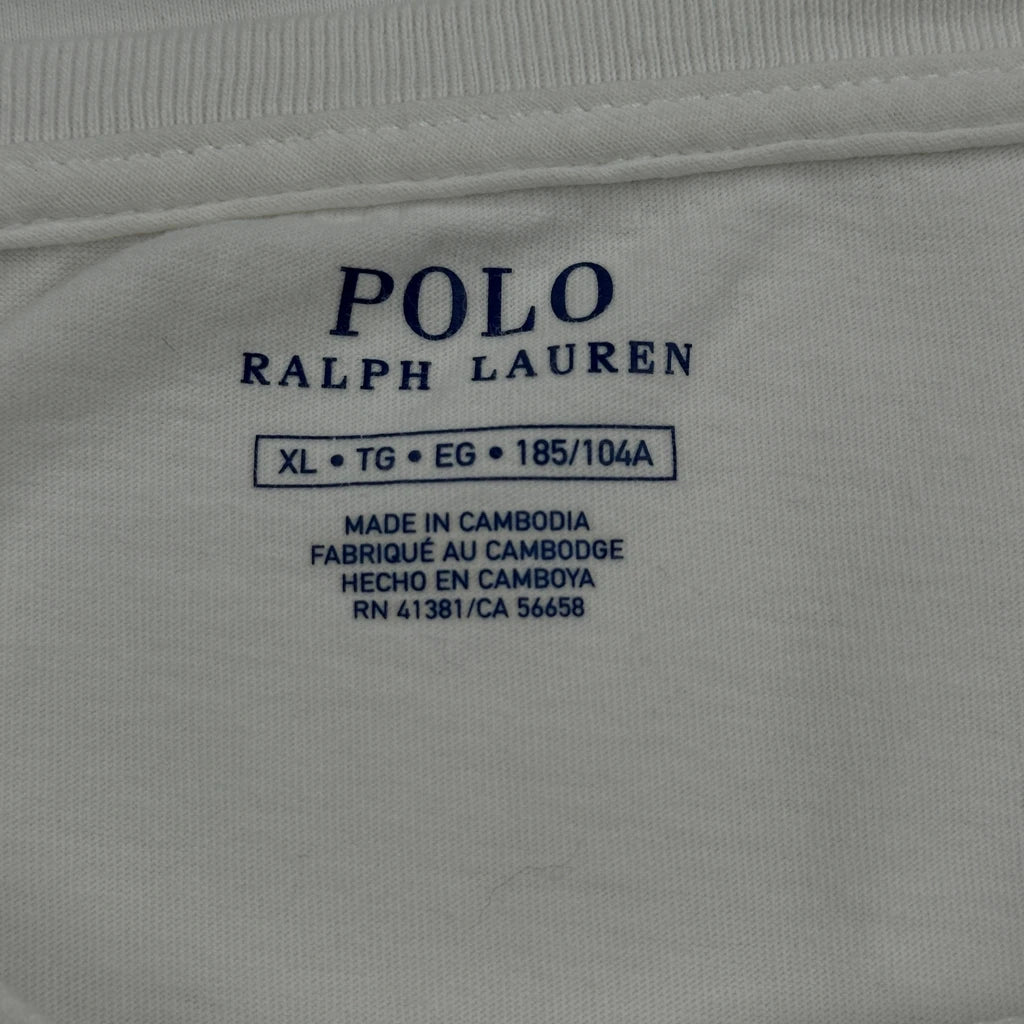 POLO
RALPH LAUREN
XL • TG • EG • 185/104A
MADE IN CAMBODIA
FABRIQUÉ AU CAMBODGE
HECHO EN CAMBOYA
RN 41381/CA 56658